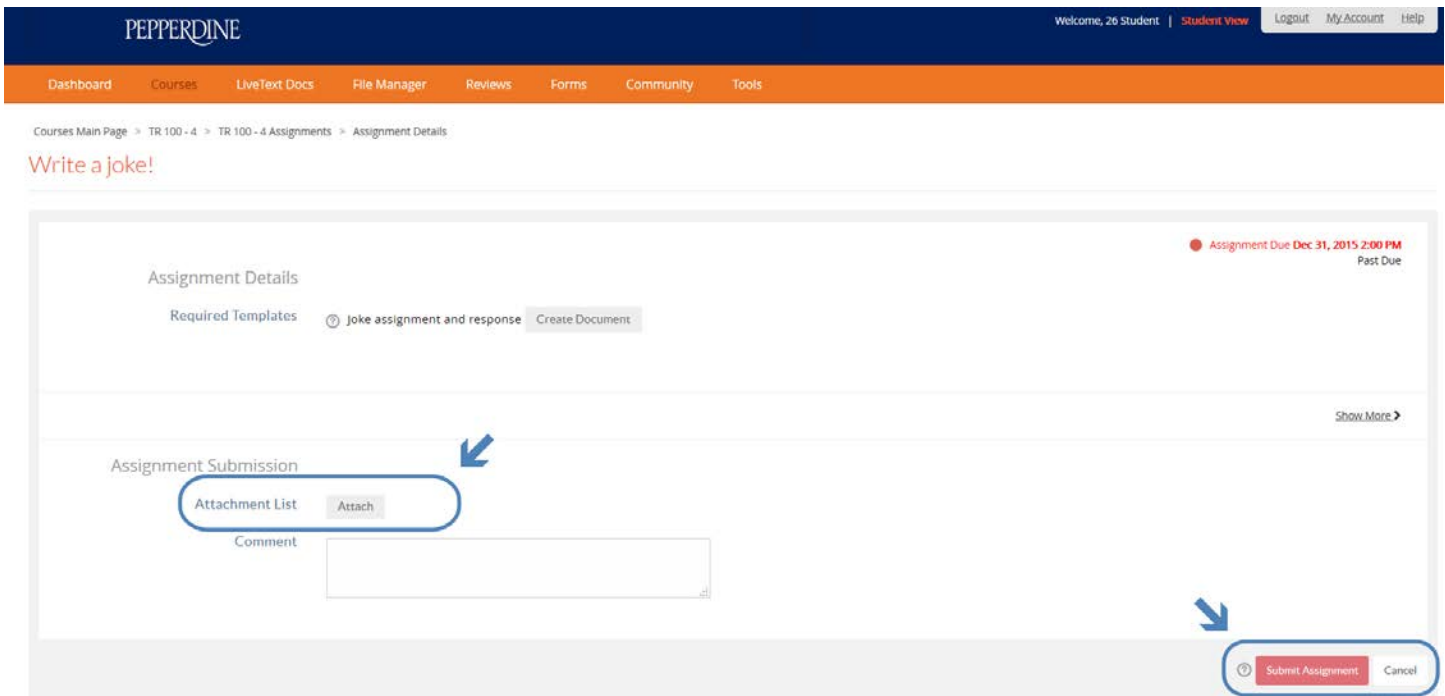 PEPPERDINE
Welcome, 26 Student | Student View Logout My Account Help
Dashboard Courses LiveText Docs File Manager Reviews Forms Community Tools
Courses Main Page > TR 100 - 4 > TR 100 - 4 Assignments > Assignment Details
Write a joke!
Assignment Due Dec 31, 2015 2:00 PM
Past Due
Assignment Details
Required Templates ? Joke assignment and response Create Document
Show More >
Assignment Submission
Attachment List Attach
Comment
? Submit Assignment Cancel